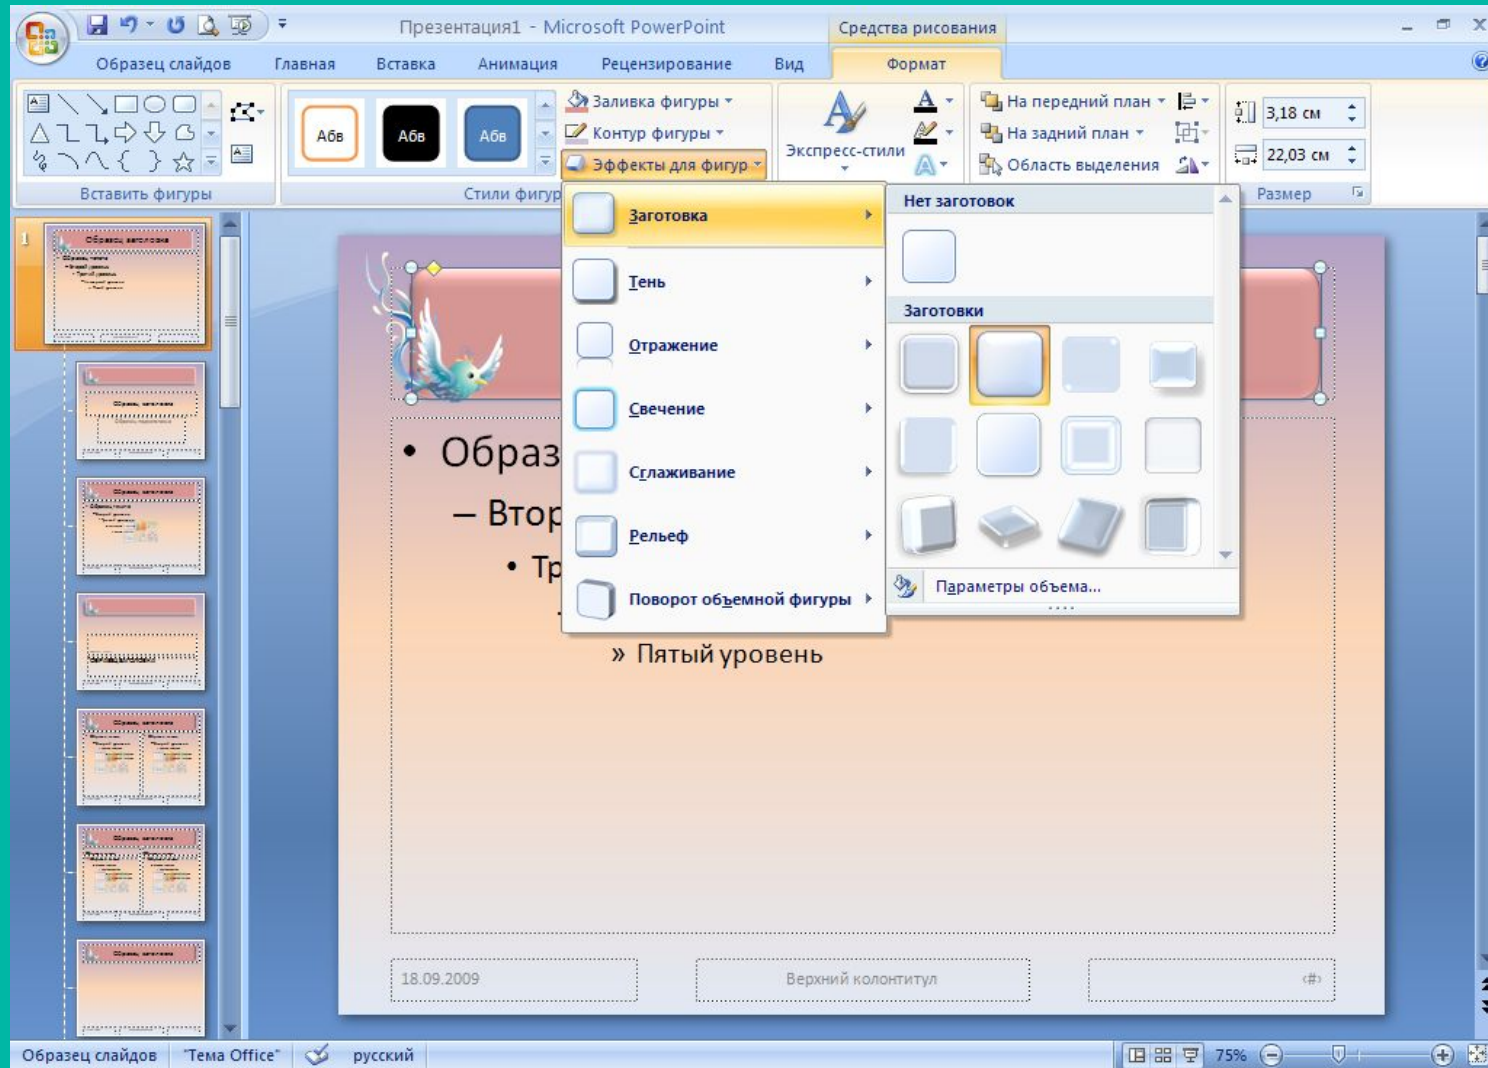 Презентация1 - Microsoft PowerPoint
Средства рисования
Образец слайдов
Главная
Вставка
Анимация
Рецензирование
Вид
Формат
Абв
Абв
Абв
Заливка фигуры
Контур фигуры
Эффекты для фигур
Экспресс-стили
На передний план
На задний план
Область выделения
3,18 см
22,03 см
Вставить фигуры
Стили фигур
Размер
Заготовка
Тень
Отражение
Свечение
Сглаживание
Рельеф
Поворот объемной фигуры
Нет заготовок
Заготовки
Параметры объема...
1
Образец заголовка
• Образ
– Втор
• Тр
» Пятый уровень
18.09.2009
Верхний колонтитул
‹#›
Образец слайдов
"Тема Office"
русский
75%